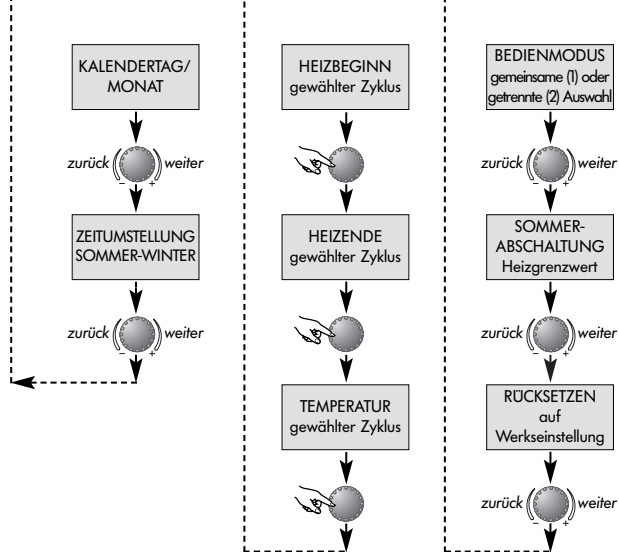 KALENDERTAG/
MONAT
zurück
weiter
- +
ZEITUMSTELLUNG
SOMMER-WINTER
zurück
weiter
- +
HEIZBEGINN
gewählter Zyklus
HEIZENDE
gewählter Zyklus
TEMPERATUR
gewählter Zyklus
BEDIENMODUS
gemeinsame (1) oder
getrennte (2) Auswahl
zurück
weiter
- +
SOMMER-
ABSCHALTUNG
Heizgrenzwert
zurück
weiter
- +
RÜCKSETZEN
auf
Werkseinstellung
zurück
weiter
- +